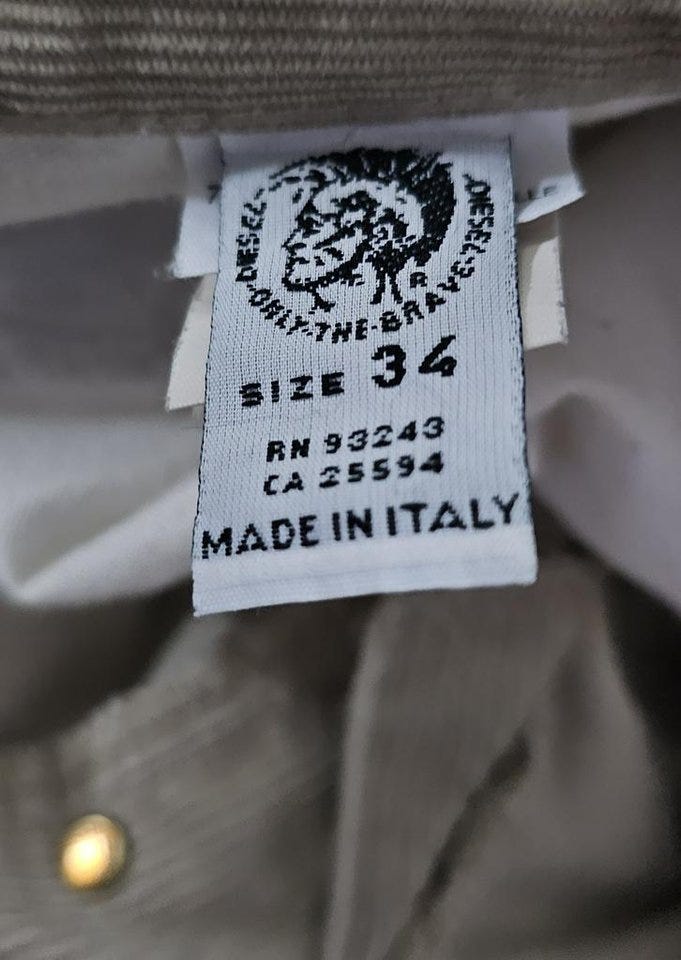 DIESEL
DIESEL
ONLY-THE-BRAVE
R
SIZE 34
RN 93243
CA 25594
MADE IN ITALY